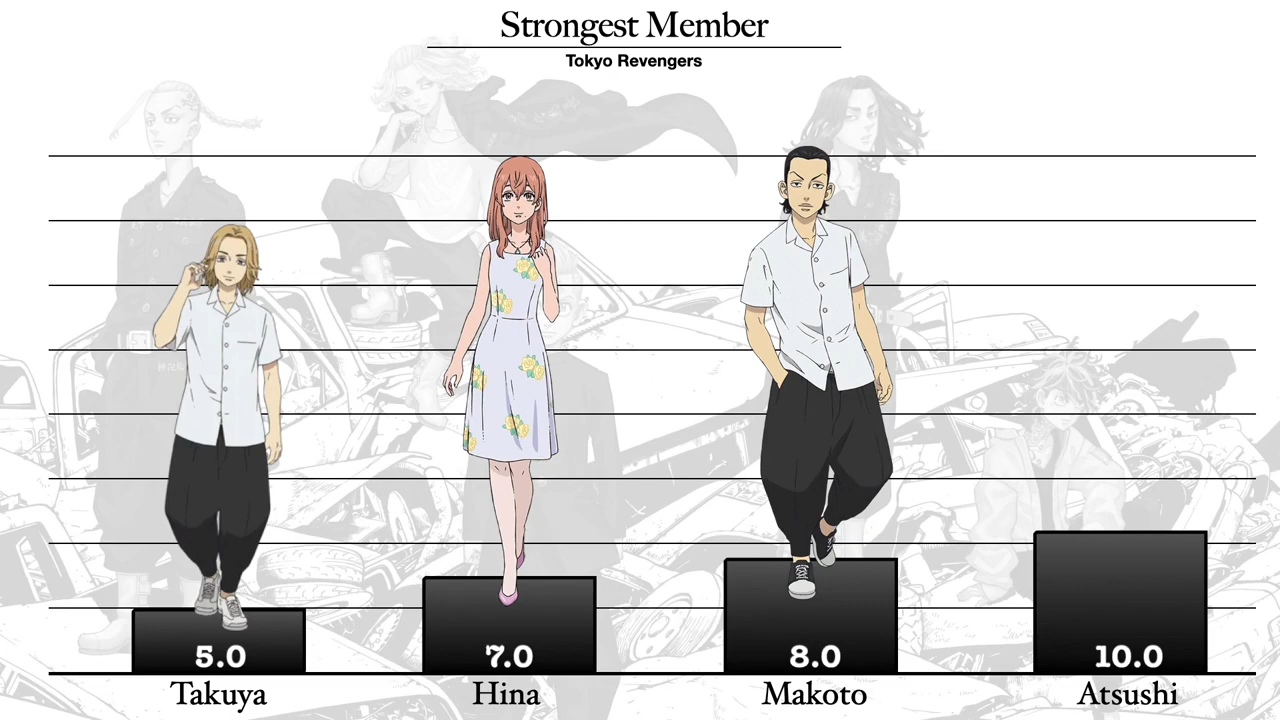 Strongest Member
Tokyo Revengers
5.0
7.0
8.0
10.0
Takuya
Hina
Makoto
Atsushi